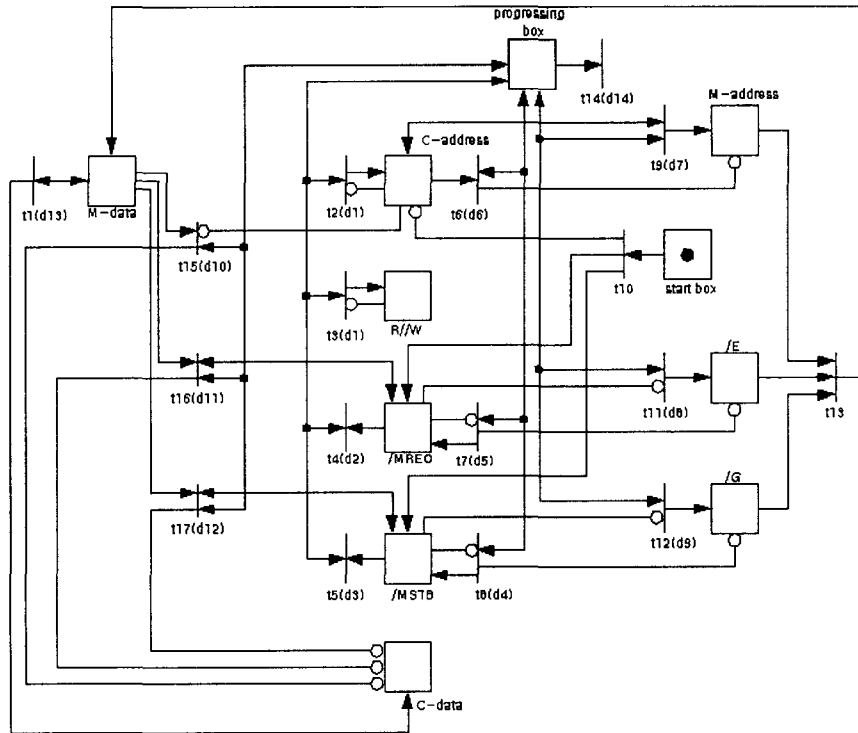 progressing
box
t14(d14)
M-address
C-address
t9(d7)
t1(d13)
M-data
t2(d1)
t6(d6)
t15(d10)
t10
start box
t3(d1)
R//W
/E
t16(d11)
t11(d8)
t13
t4(d2)
/MREQ
t7(d5)
/G
t17(d12)
t12(d9)
t5(d3)
/MSTB
t8(d4)
C-data